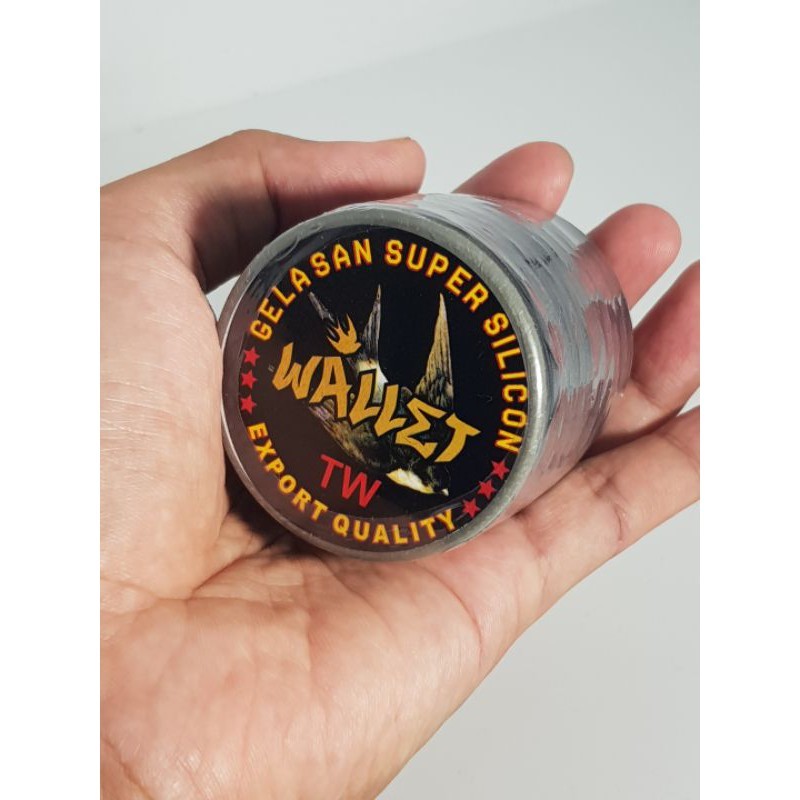 GELASAN SUPER SILICON
WALLET
TW
EXPORT QUALITY